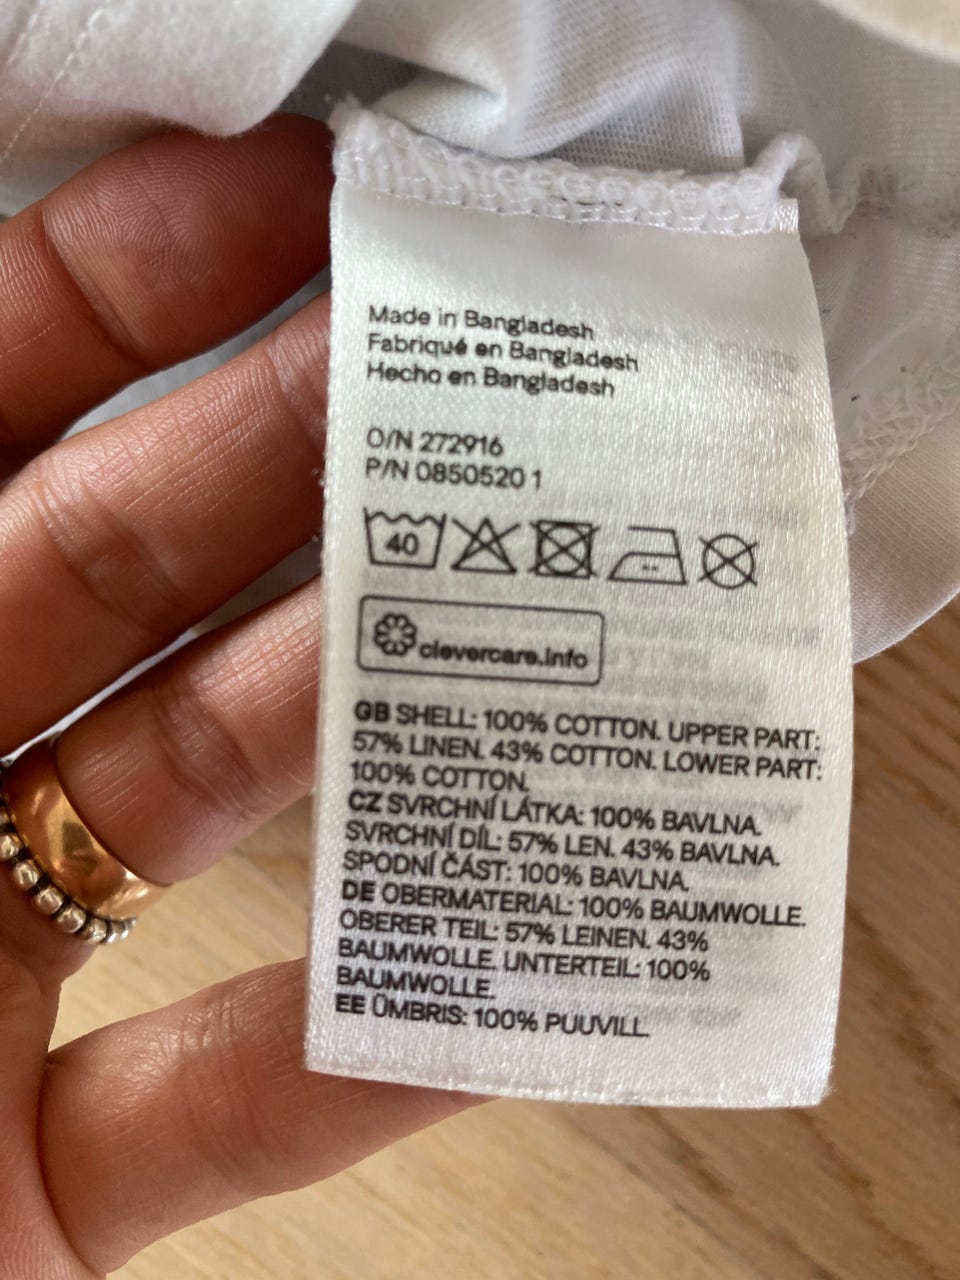 Made in Bangladesh
Fabriqué en Bangladesh
Hecho en Bangladesh
O/N 272916
P/N 0850520 1
40
clevercare.info
GB SHELL: 100% COTTON. UPPER PART:
57% LINEN. 43% COTTON. LOWER PART:
100% COTTON.
CZ SVRCHNÍ LÁTKA: 100% BAVLNA.
SVRCHNÍ DÍL: 57% LEN. 43% BAVLNA.
SPODNÍ ČÁST: 100% BAVLNA.
DE OBERMATERIAL: 100% BAUMWOLLE.
OBERER TEIL: 57% LEINEN. 43%
BAUMWOLLE. UNTERTEIL: 100%
BAUMWOLLE.
EE ÜMBRIS: 100% PUUVILL.